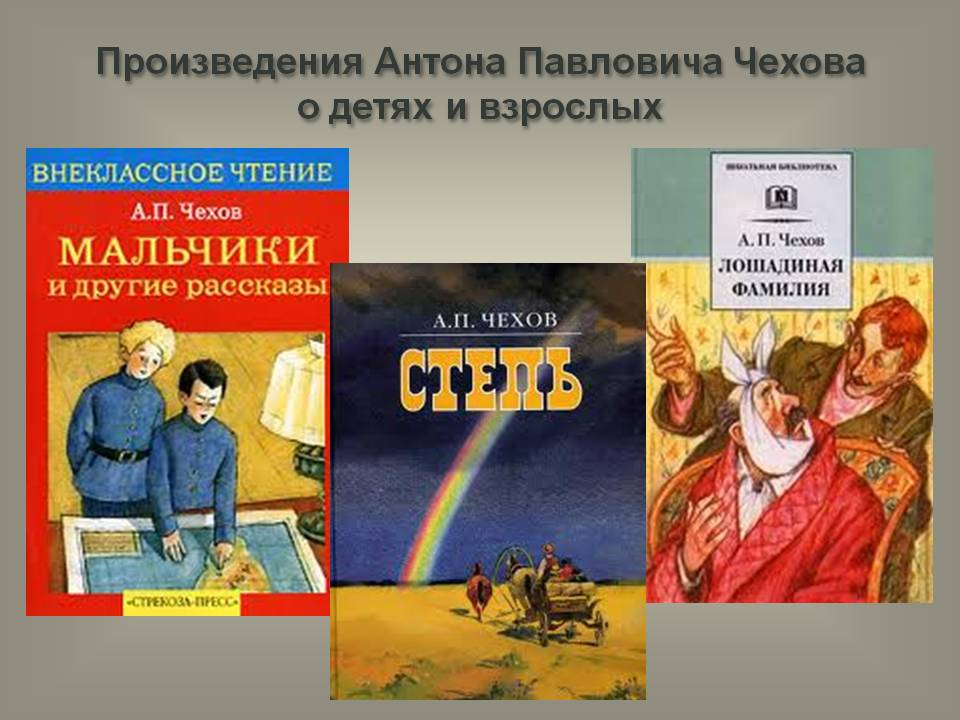 Произведения Антона Павловича Чехова
о детях и взрослых
ВНЕКЛАССНОЕ ЧТЕНИЕ
А.П. Чехов
МАЛЬЧИКИ
и другие рассказы
«СТРЕКОЗА-ПРЕСС»
А.П. ЧЕХОВ
СТЕПЬ
ШКОЛЬНАЯ БИБЛИОТЕКА
А. П. Чехов
ЛОШАДИНАЯ
ФАМИЛИЯ